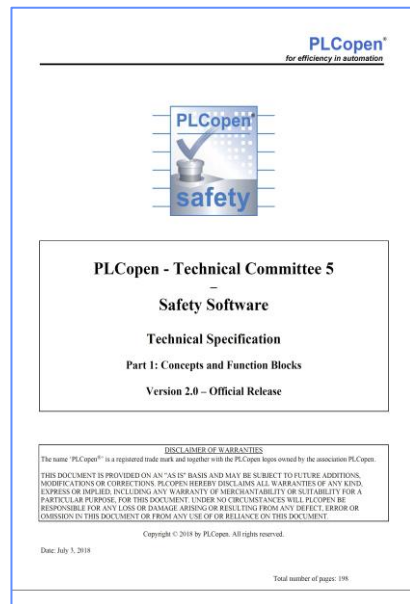 PLCopen®
for efficiency in automation
PLCopen®
safety
PLCopen - Technical Committee 5
–
Safety Software
Technical Specification
Part 1: Concepts and Function Blocks
Version 2.0 – Official Release
DISCLAIMER OF WARRANTIES
The name 'PLCopen®' is a registered trade mark and together with the PLCopen logos owned by the association PLCopen.
THIS DOCUMENT IS PROVIDED ON AN "AS IS" BASIS AND MAY BE SUBJECT TO FUTURE ADDITIONS,
MODIFICATIONS OR CORRECTIONS. PLCOPEN HEREBY DISCLAIMS ALL WARRANTIES OF ANY KIND,
EXPRESS OR IMPLIED, INCLUDING ANY WARRANTY OF MERCHANTABILITY OR SUITABILITY FOR A
PARTICULAR PURPOSE, FOR THIS DOCUMENT. UNDER NO CIRCUMSTANCES WILL PLCOPEN BE
RESPONSIBLE FOR ANY LOSS OR DAMAGE ARISING OR RESULTING FROM ANY DEFECT, ERROR OR
OMISSION IN THIS DOCUMENT OR FROM ANY USE OF OR RELIANCE ON THIS DOCUMENT.
Copyright © 2018 by PLCopen. All rights reserved.
Date: July 3, 2018
Total number of pages: 198